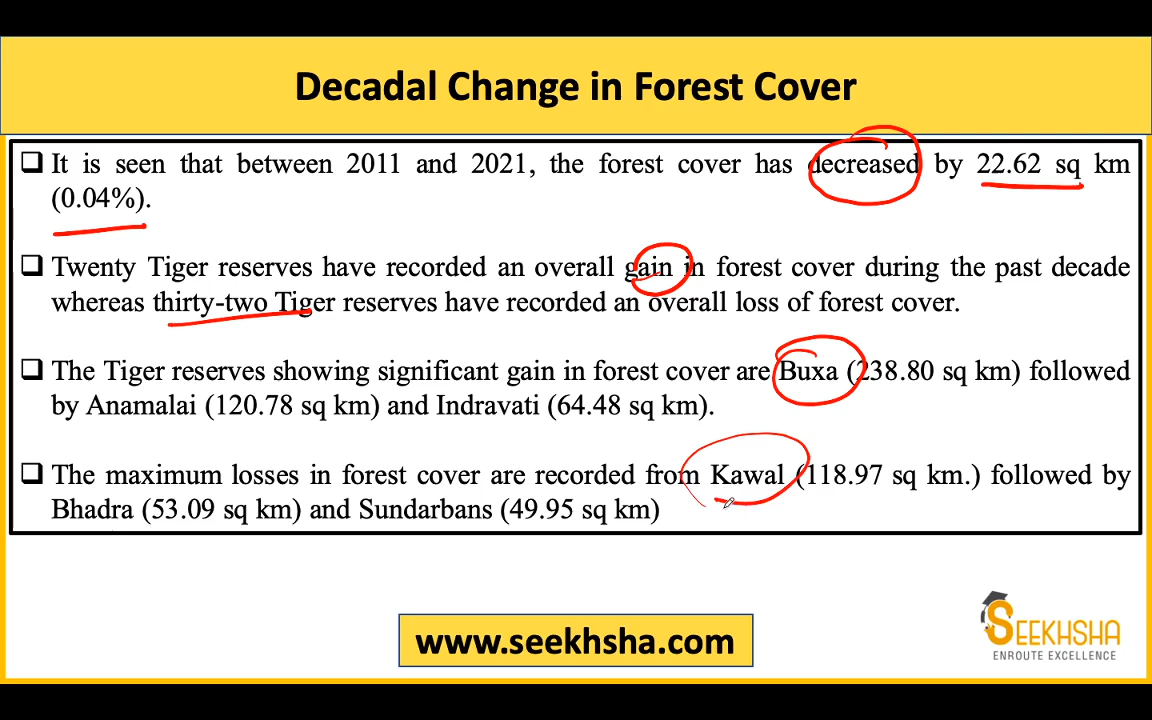 Decadal Change in Forest Cover
It is seen that between 2011 and 2021, the forest cover has decreased by 22.62 sq km
(0.04%).
Twenty Tiger reserves have recorded an overall gain in forest cover during the past decade
whereas thirty-two Tiger reserves have recorded an overall loss of forest cover.
The Tiger reserves showing significant gain in forest cover are Buxa (238.80 sq km) followed
by Anamalai (120.78 sq km) and Indravati (64.48 sq km).
The maximum losses in forest cover are recorded from Kawal (118.97 sq km.) followed by
Bhadra (53.09 sq km) and Sundarbans (49.95 sq km)
www.seekhsha.com
SEEKHSHA
ENROUTE EXCELLENCE